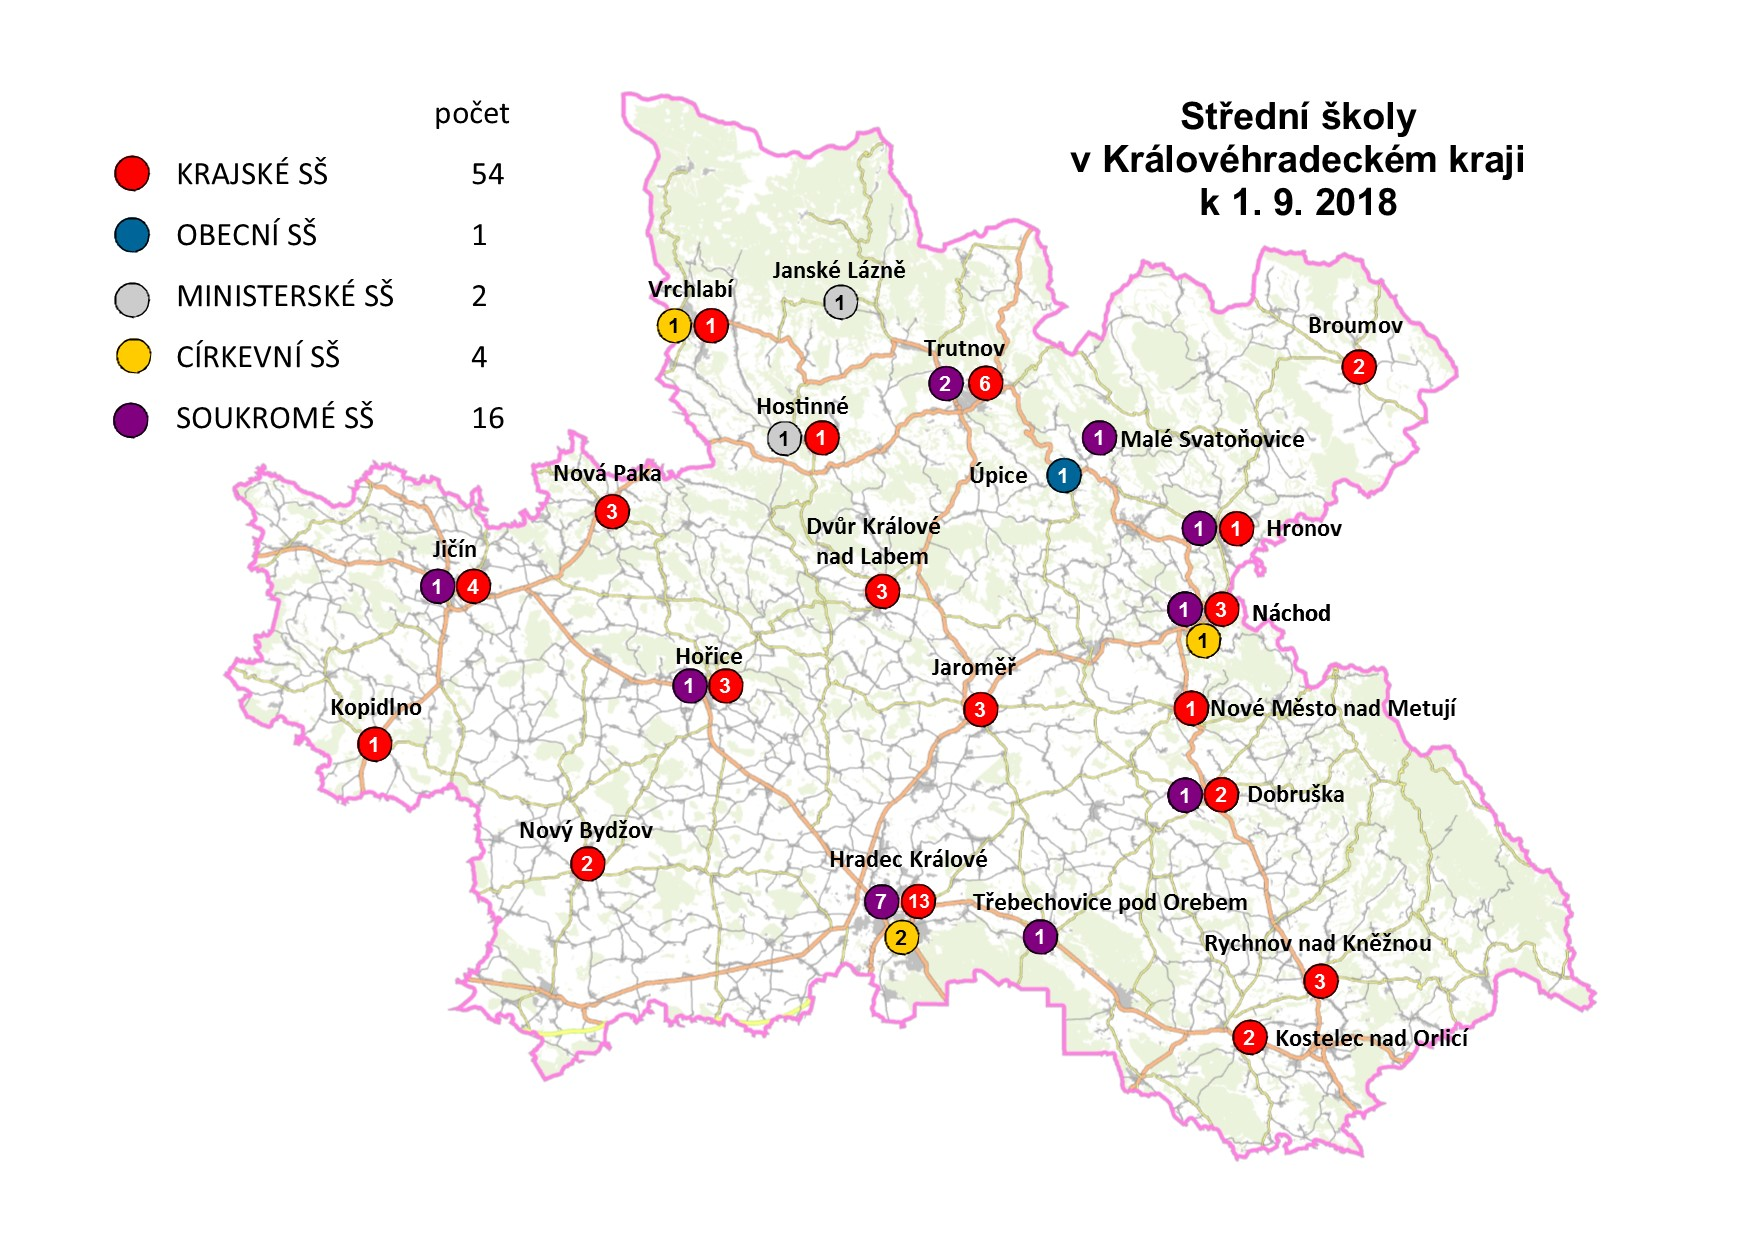 počet
KRAJSKÉ SŠ 54
OBECNÍ SŠ 1
MINISTERSKÉ SŠ 2
CÍRKEVNÍ SŠ 4
SOUKROMÉ SŠ 16
Střední školy
v Královéhradeckém kraji
k 1. 9. 2018
Janské Lázně
1
Vrchlabí
1 1
Broumov
2
Trutnov
2 6
Hostinné
1 1
1 Malé Svatoňovice
Úpice 1
Nová Paka
3
Dvůr Králové
nad Labem
3
1 1 Hronov
Jičín
1 4
1 3 Náchod
1
Hořice
1 3
Jaroměř
3
Kopidlno
1
1 Nové Město nad Metují
1 2 Dobruška
Nový Bydžov
2
Hradec Králové
7 13
2
Třebechovice pod Orebem
1
Rychnov nad Kněžnou
3
2 Kostelec nad Orlicí